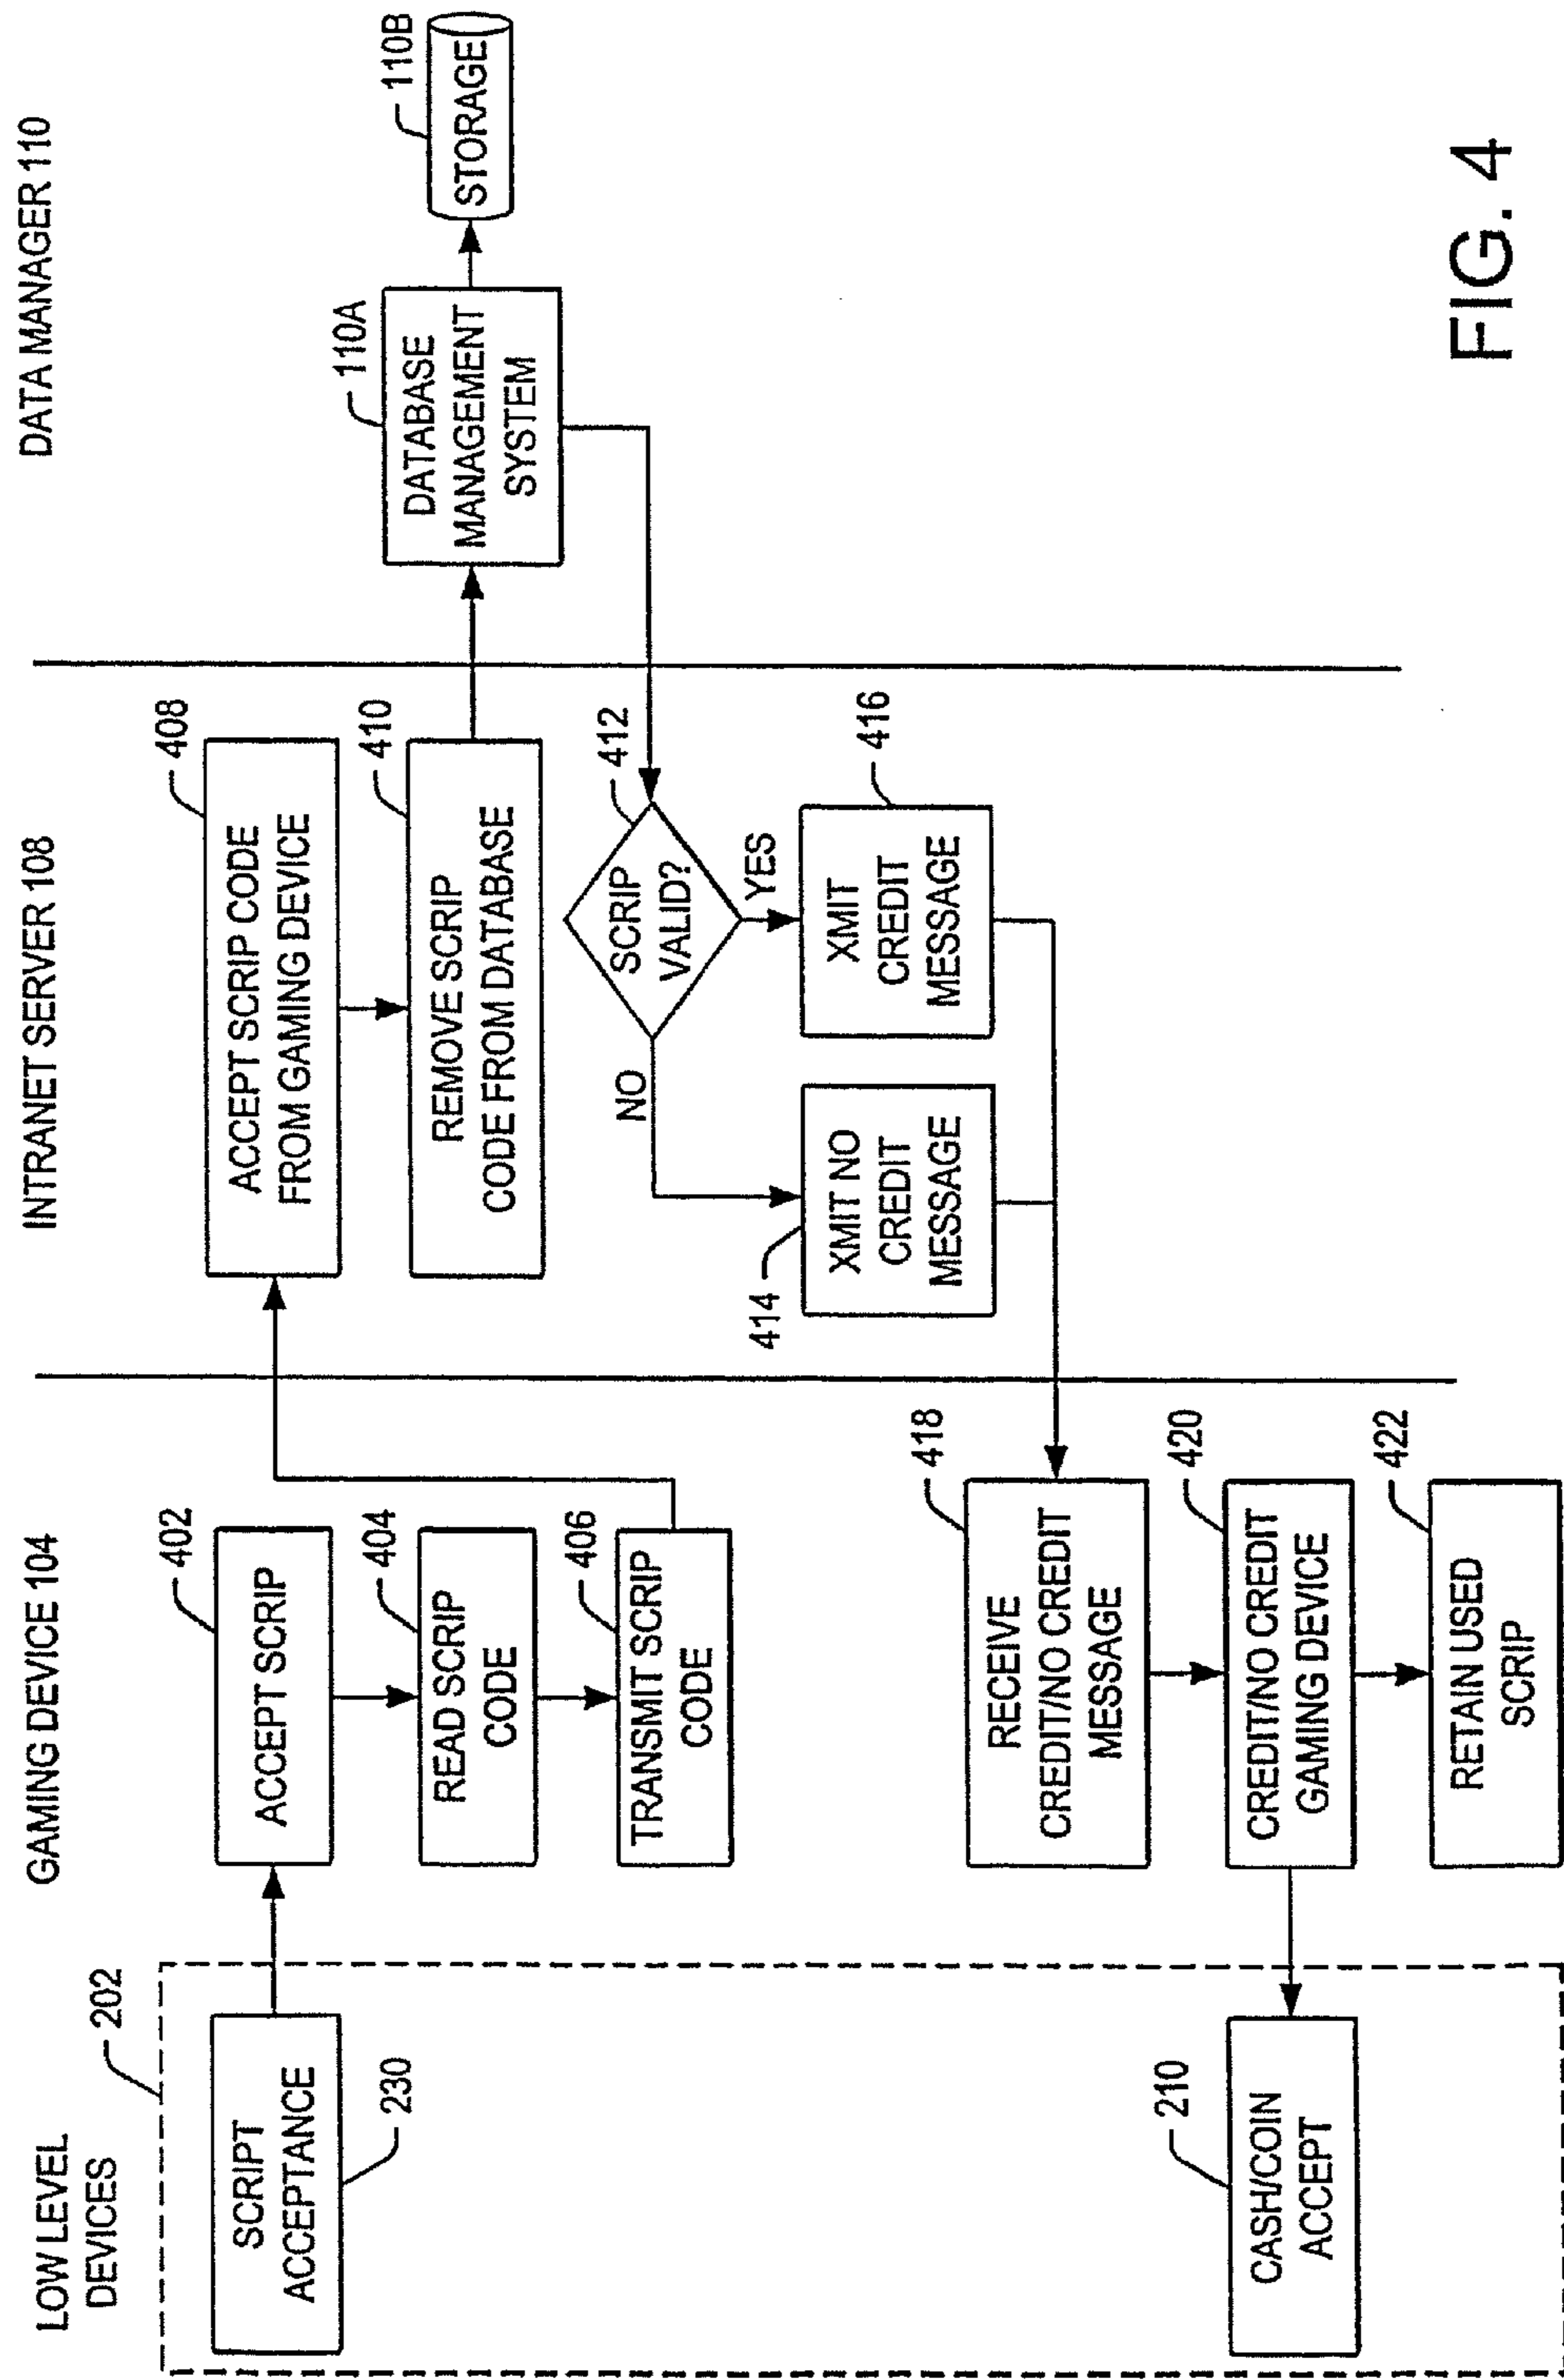 LOW LEVEL
DEVICES
GAMING DEVICE 104
INTRANET SERVER 108
DATA MANAGER 110
202
SCRIPT
ACCEPTANCE
230
402
ACCEPT SCRIP
404
READ SCRIP
CODE
406
TRANSMIT SCRIP
CODE
408
ACCEPT SCRIP CODE
FROM GAMING DEVICE
410
REMOVE SCRIP
CODE FROM DATABASE
110A
DATABASE
MANAGEMENT
SYSTEM
110B
STORAGE
412
SCRIP
VALID?
NO
YES
414
XMIT NO
CREDIT
MESSAGE
416
XMIT
CREDIT
MESSAGE
418
RECEIVE
CREDIT/NO CREDIT
MESSAGE
420
CREDIT/NO CREDIT
GAMING DEVICE
210
CASH/COIN
ACCEPT
422
RETAIN USED
SCRIP
FIG. 4